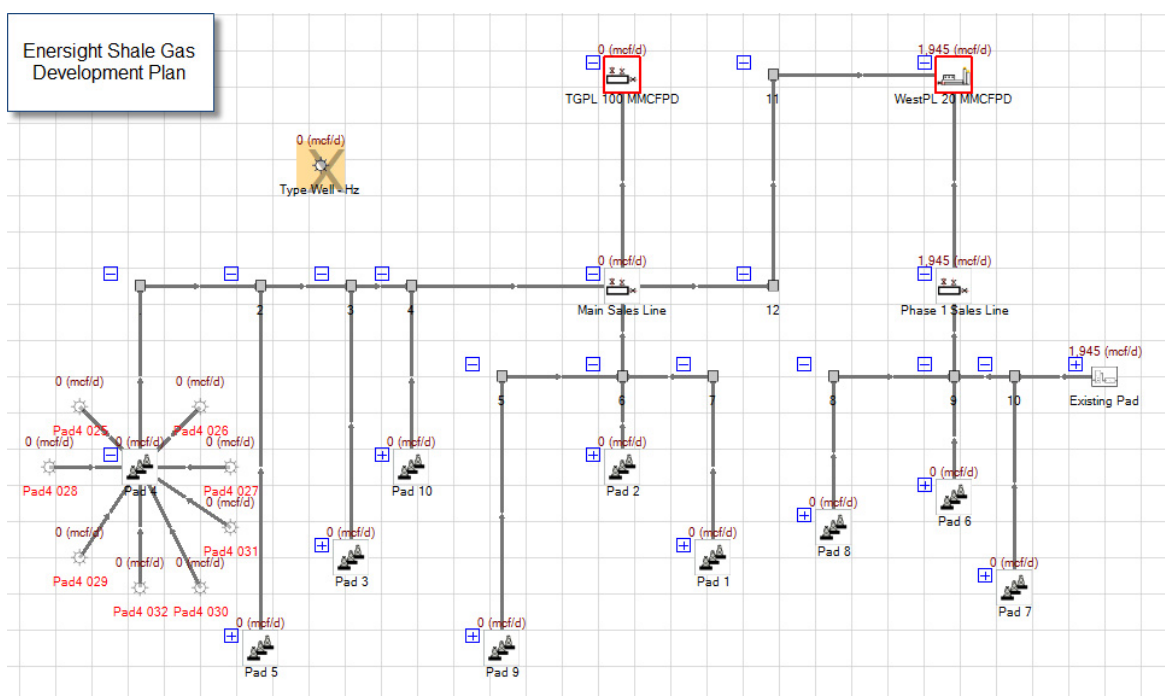 Enersight Shale Gas
Development Plan
0 (mcf/d)
TGPL 100 MMCFPD
11
1,945 (mcf/d)
WestPL 20 MMCFPD
0 (mcf/d)
Type Well - Hz
2
3
4
0 (mcf/d)
Main Sales Line
12
1,945 (mcf/d)
Phase 1 Sales Line
5
6
7
8
9
10
1,945 (mcf/d)
Existing Pad
0 (mcf/d)
Pad4 025
0 (mcf/d)
Pad4 026
0 (mcf/d)
Pad4 028
0 (mcf/d)
Pad 4
0 (mcf/d)
Pad4 027
0 (mcf/d)
Pad4 031
0 (mcf/d)
Pad4 029
0 (mcf/d)
Pad4 032
0 (mcf/d)
Pad4 030
0 (mcf/d)
Pad 10
0 (mcf/d)
Pad 2
0 (mcf/d)
Pad 6
0 (mcf/d)
Pad 8
0 (mcf/d)
Pad 3
0 (mcf/d)
Pad 1
0 (mcf/d)
Pad 7
0 (mcf/d)
Pad 5
0 (mcf/d)
Pad 9